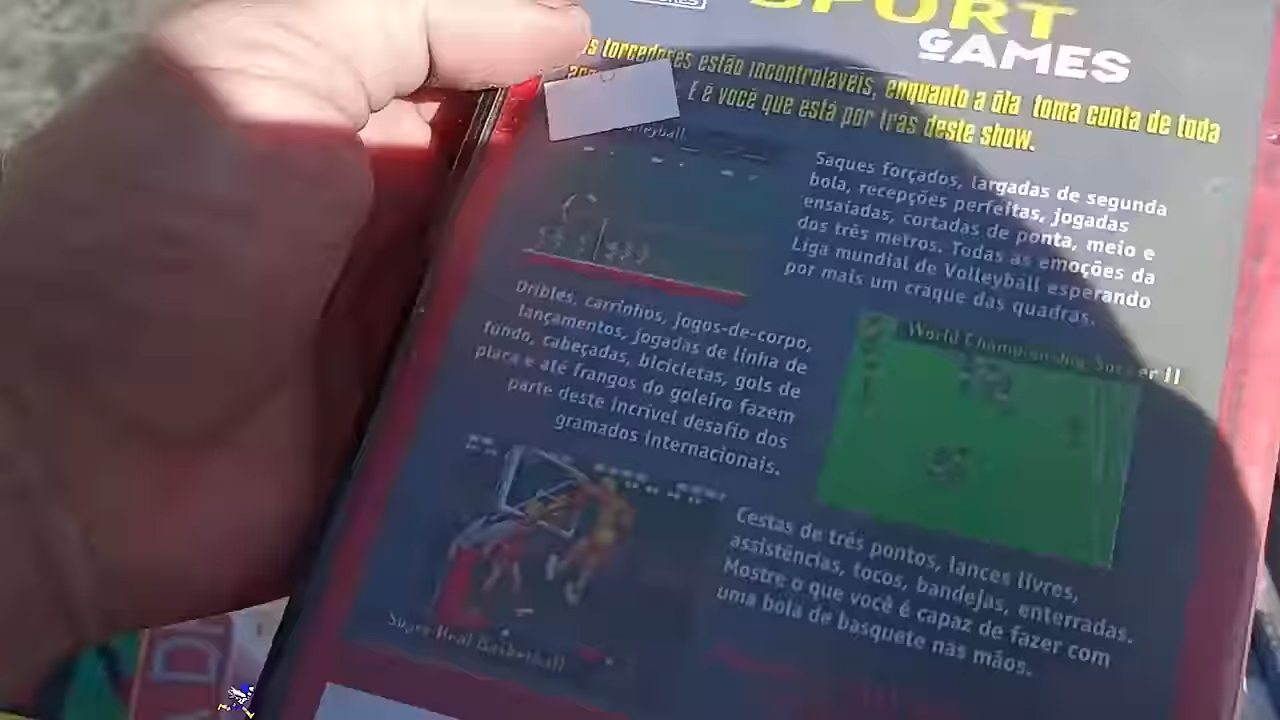 SPORT
GAMES
s torcedores estão incontroláveis, enquanto a ôla toma conta de toda
E é você que está por trás deste show.
Saques forçados, largadas de segunda
bola, recepções perfeitas, jogadas
ensaiadas, cortadas de ponta, meio e
dos três metros. Todas as emoções da
Liga mundial de Volleyball esperando
por mais um craque das quadras.
Dribles, carrinhos, jogos-de-corpo,
lançamentos, jogadas de linha de
fundo, cabeçadas, bicicletas, gols de
placa e até frangos do goleiro fazem
parte deste incrível desafio dos
gramados internacionais.
World Championship Soccer II
Cestas de três pontos, lances livres,
assistências, tocos, bandejas, enterradas.
Mostre o que você é capaz de fazer com
uma bola de basquete nas mãos.
Super Real Basketball